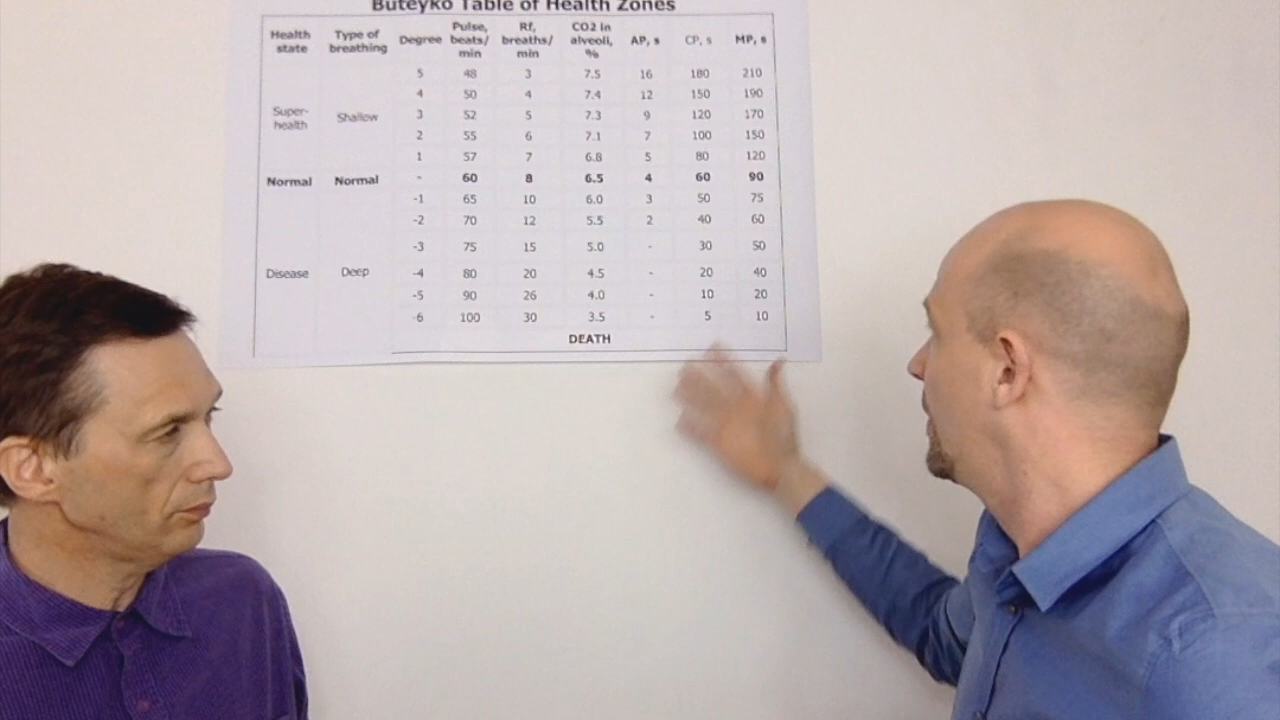 Buteyko Table of Health Zones
Health state Type of breathing Degree Pulse, beats/ min Rf, breaths/ min CO2 in alveoli, % AP, s CP, s MP, s
5 48 3 7.5 16 180 210
4 50 4 7.4 12 150 190
Super- health Shallow 3 52 5 7.3 9 120 170
2 55 6 7.1 7 100 150
1 57 7 6.8 5 80 120
Normal Normal - 60 8 6.5 4 60 90
-1 65 10 6.0 3 50 75
-2 70 12 5.5 2 40 60
-3 75 15 5.0 - 30 50
Disease Deep -4 80 20 4.5 - 20 40
-5 90 26 4.0 - 10 20
-6 100 30 3.5 - 5 10
DEATH